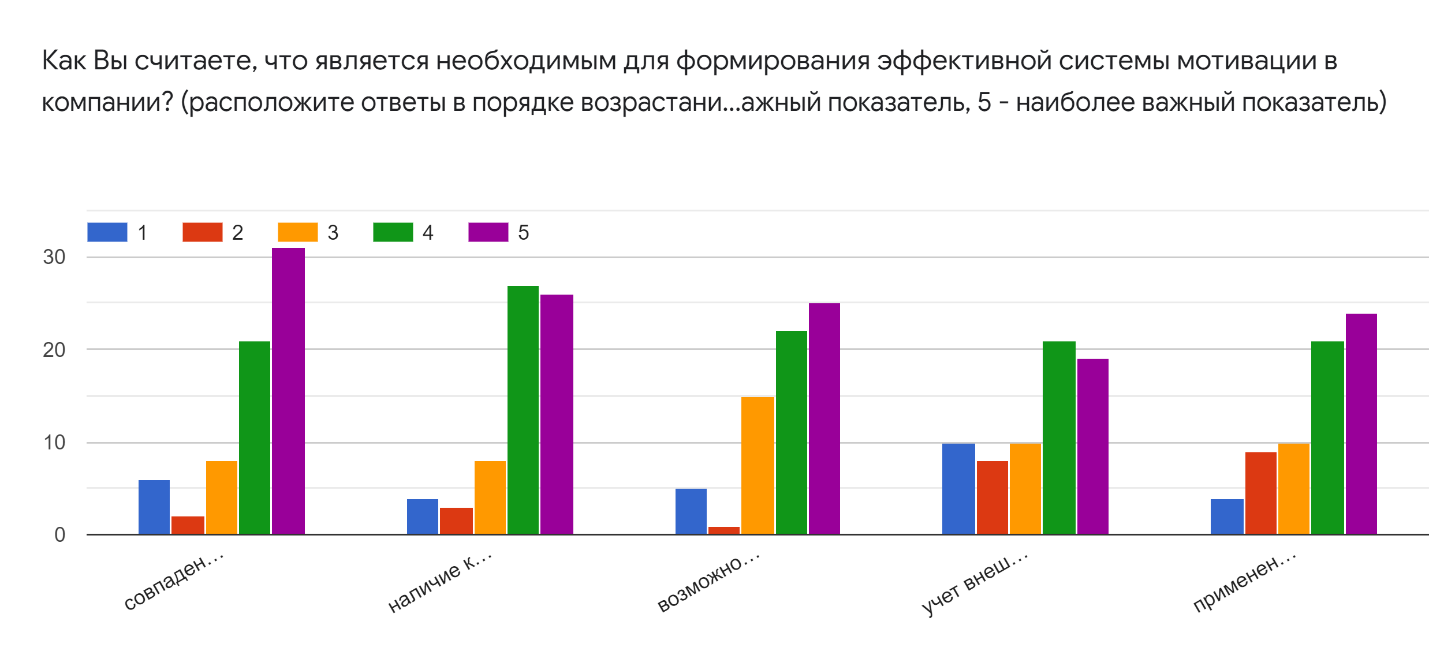 Как Вы считаете, что является необходимым для формирования эффективной системы мотивации в
компании? (расположите ответы в порядке возрастани...ажный показатель, 5 - наиболее важный показатель)
1 2 3 4 5
30
20
10
0
совпаден...
наличие к...
возможно...
учет внеш...
применен...